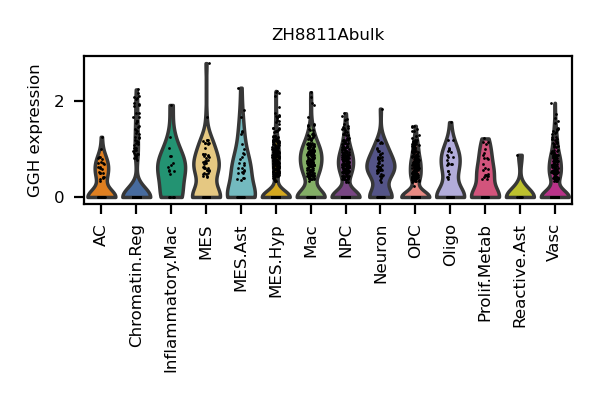 ZH8811Abulk
GGH expression
2
0
AC
Chromatin.Reg
Inflammatory.Mac
MES
MES.Ast
MES.Hyp
Mac
NPC
Neuron
OPC
Oligo
Prolif.Metab
Reactive.Ast
Vasc